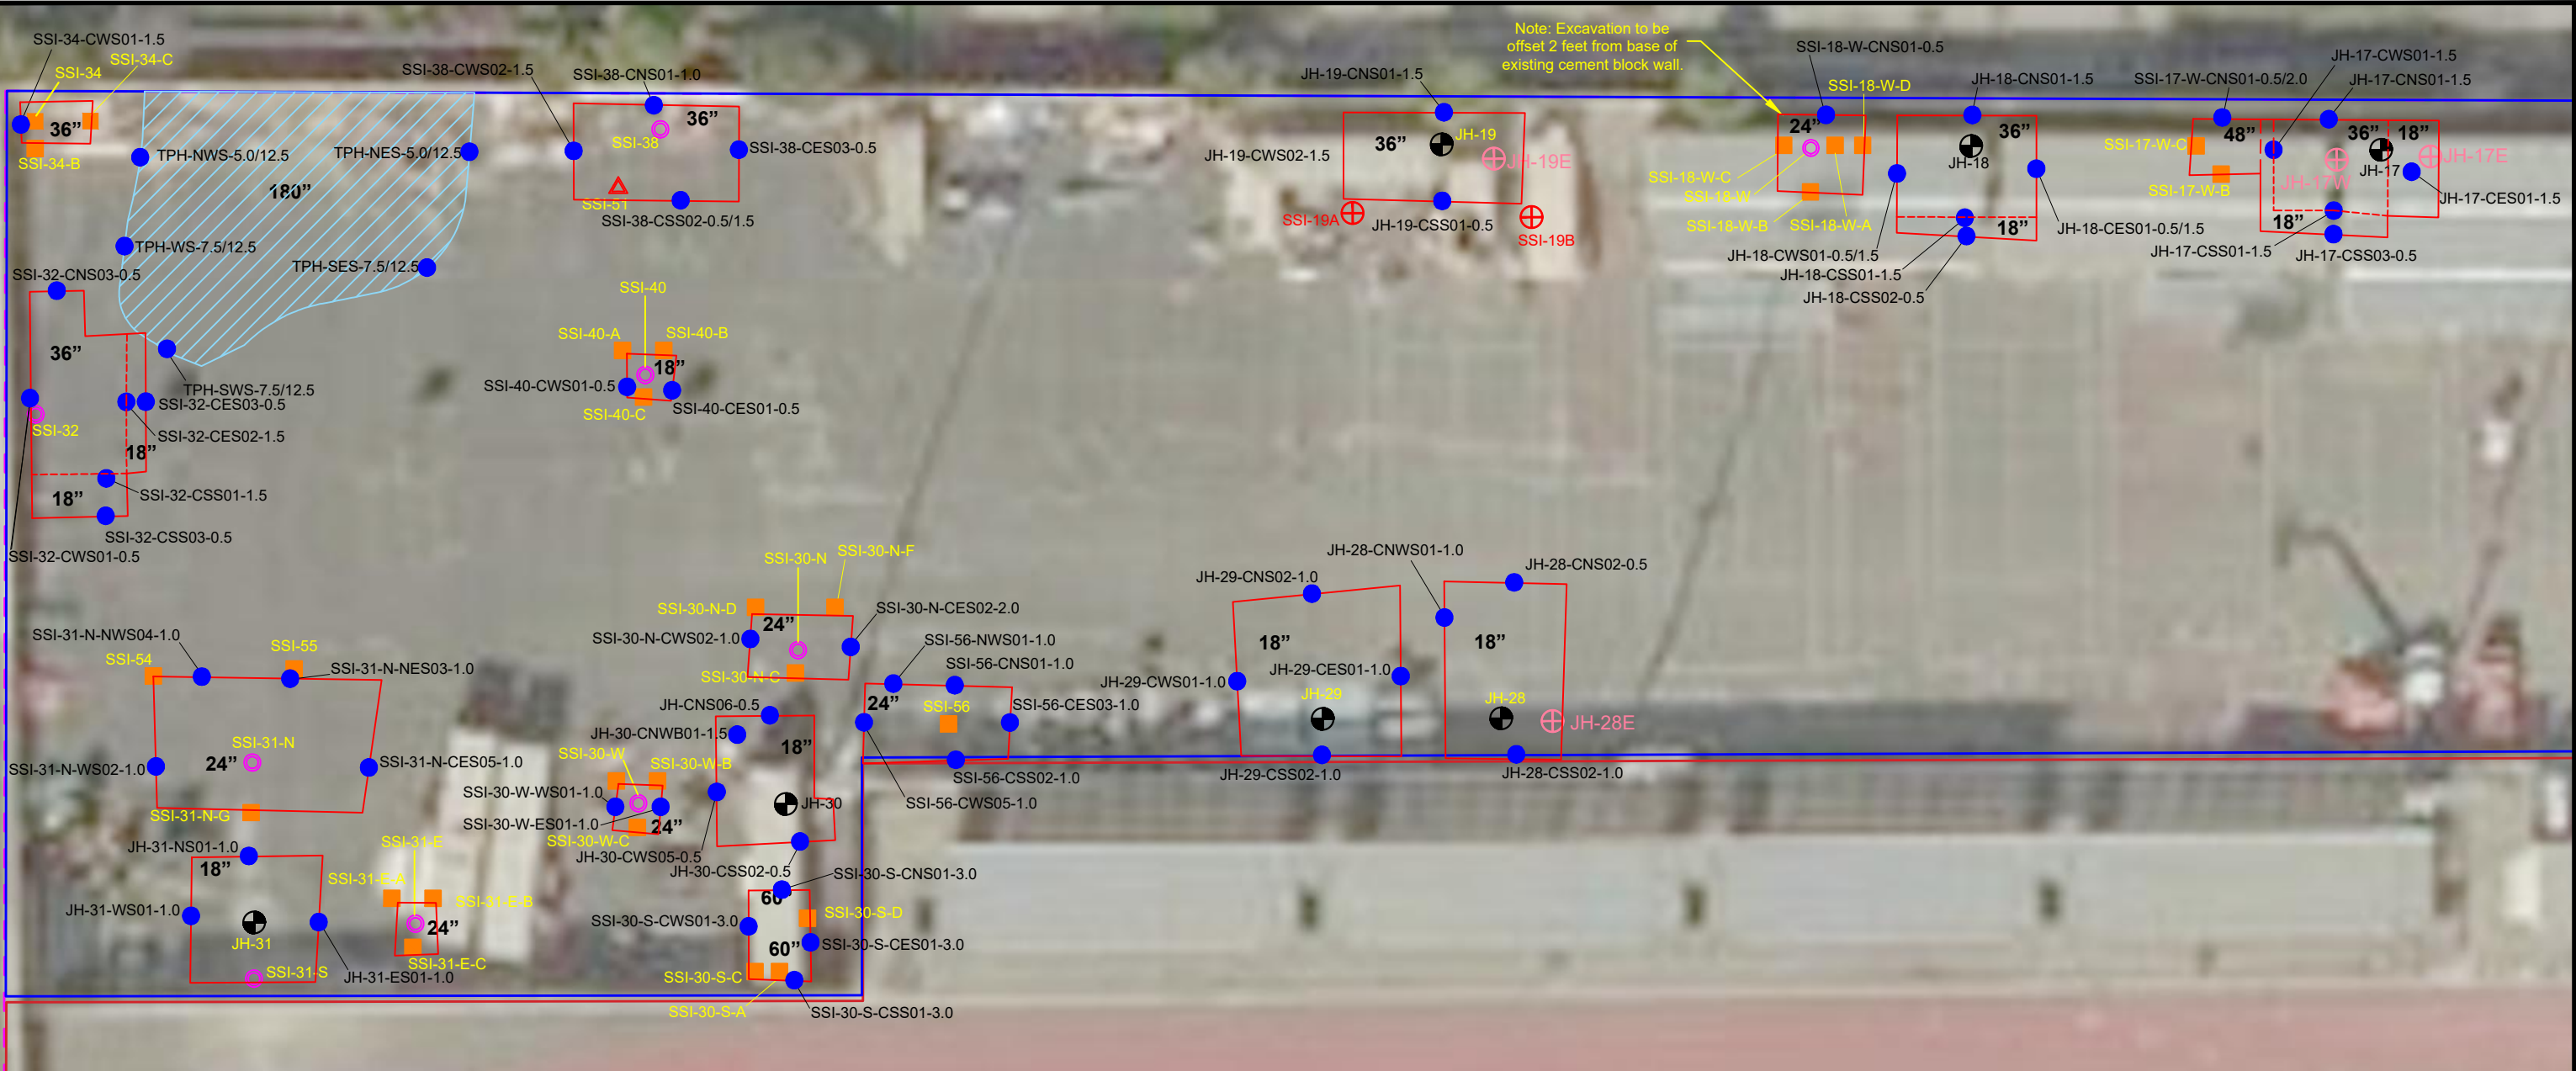 Note: Excavation to be
offset 2 feet from base of
existing cement block wall.
SSI-34-CWS01-1.5
SSI-34
SSI-34-C
36”
SSI-34-B
TPH-NWS-5.0/12.5
TPH-NES-5.0/12.5
180”
TPH-WS-7.5/12.5
TPH-SES-7.5/12.5
TPH-SWS-7.5/12.5
SSI-38-CWS02-1.5
SSI-38-CNS01-1.0
36”
SSI-38
SSI-38-CES03-0.5
SSI-51
SSI-38-CSS02-0.5/1.5
JH-19-CNS01-1.5
JH-19-CWS02-1.5
36”
JH-19
JH-19E
SSI-19A
JH-19-CSS01-0.5
SSI-19B
SSI-18-W-CNS01-0.5
SSI-18-W-D
24”
SSI-18-W-C
SSI-18-W
SSI-18-W-B
SSI-18-W-A
JH-18-CNS01-1.5
36”
JH-18
18”
JH-18-CES01-0.5/1.5
JH-18-CWS01-0.5/1.5
JH-18-CSS01-1.5
JH-18-CSS02-0.5
JH-17-CWS01-1.5
SSI-17-W-CNS01-0.5/2.0
JH-17-CNS01-1.5
48”
36”
18”
SSI-17-W-C
SSI-17-W-B
JH-17E
JH-17
JH-17W
JH-17-CES01-1.5
18”
JH-17-CSS01-1.5
JH-17-CSS03-0.5
SSI-32-CNS03-0.5
36”
SSI-32
SSI-32-CES03-0.5
SSI-32-CES02-1.5
18”
SSI-32-CSS01-1.5
18”
SSI-32-CSS03-0.5
SSI-32-CWS01-0.5
SSI-40
SSI-40-A
SSI-40-B
18”
SSI-40-CWS01-0.5
SSI-40-C
SSI-40-CES01-0.5
SSI-31-N-NWS04-1.0
SSI-54
SSI-55
SSI-31-N-NES03-1.0
SSI-31-N
24”
SSI-31-N-WS02-1.0
SSI-31-N-CES05-1.0
SSI-31-N-G
JH-31-NS01-1.0
18”
JH-31-WS01-1.0
JH-31
SSI-31-S
JH-31-ES01-1.0
SSI-31-E
SSI-31-E-A
SSI-31-E-B
24”
SSI-31-E-C
SSI-30-N
SSI-30-N-F
SSI-30-N-D
24”
SSI-30-N-CES02-2.0
SSI-30-N-CWS02-1.0
SSI-30-N-C
SSI-56-NWS01-1.0
SSI-56-CNS01-1.0
24”
SSI-56
SSI-56-CES03-1.0
SSI-56-CSS02-1.0
SSI-56-CWS05-1.0
JH-CNS06-0.5
JH-30-CNWB01-1.5
18”
JH-30
JH-30-CWS05-0.5
JH-30-CSS02-0.5
SSI-30-W
SSI-30-W-B
SSI-30-W-WS01-1.0
SSI-30-W-ES01-1.0
24”
SSI-30-W-C
SSI-30-S-CNS01-3.0
60”
SSI-30-S-CWS01-3.0
SSI-30-S-D
60”
SSI-30-S-CES01-3.0
SSI-30-S-C
SSI-30-S-A
SSI-30-S-CSS01-3.0
JH-29-CNS02-1.0
18”
JH-29-CES01-1.0
JH-29-CWS01-1.0
JH-29
JH-29-CSS02-1.0
JH-28-CNWS01-1.0
JH-28-CNS02-0.5
18”
JH-28
JH-28E
JH-28-CSS02-1.0